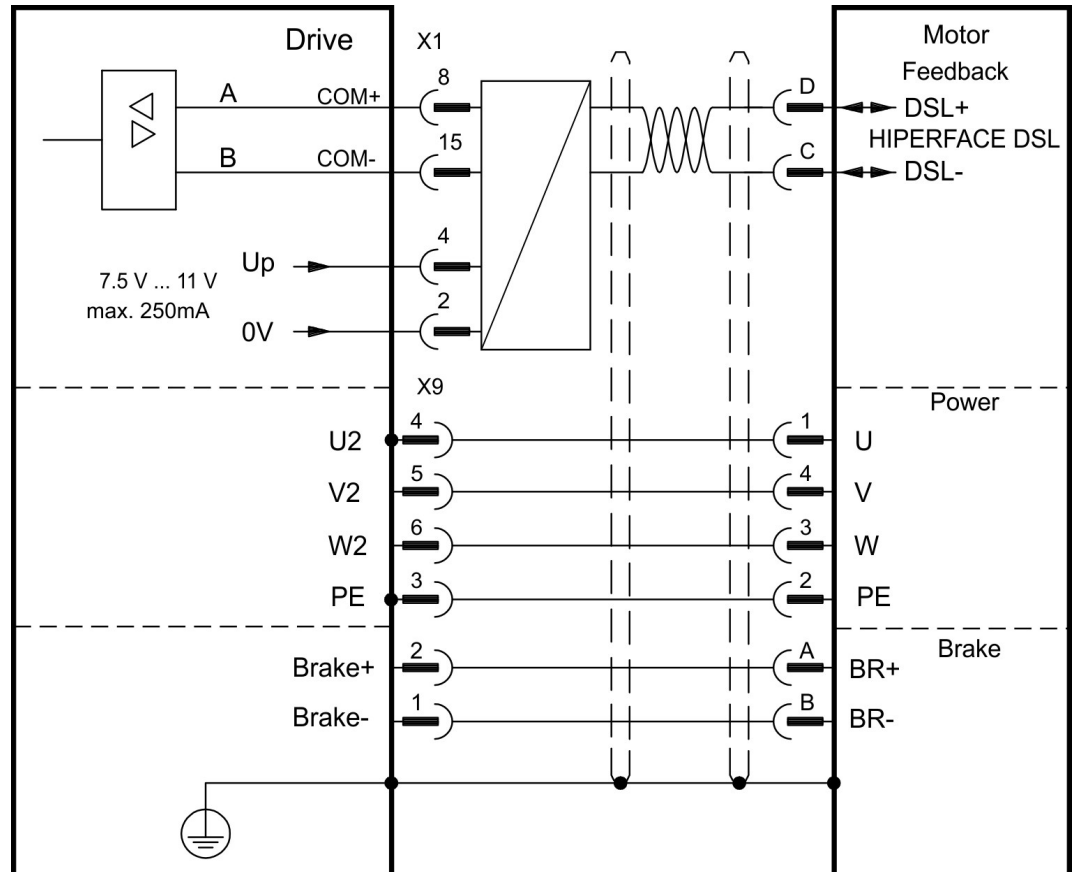 Drive X1 Motor
Feedback
8 D
A COM+ DSL+
HIPERFACE DSL
15 C
B COM- DSL-
4
Up
7.5 V ... 11 V
max. 250mA
2
0V
X9 Power
4 1
U2 U
5 4
V2 V
6 3
W2 W
3 2
PE PE
Brake
2 A
Brake+ BR+
1 B
Brake- BR-